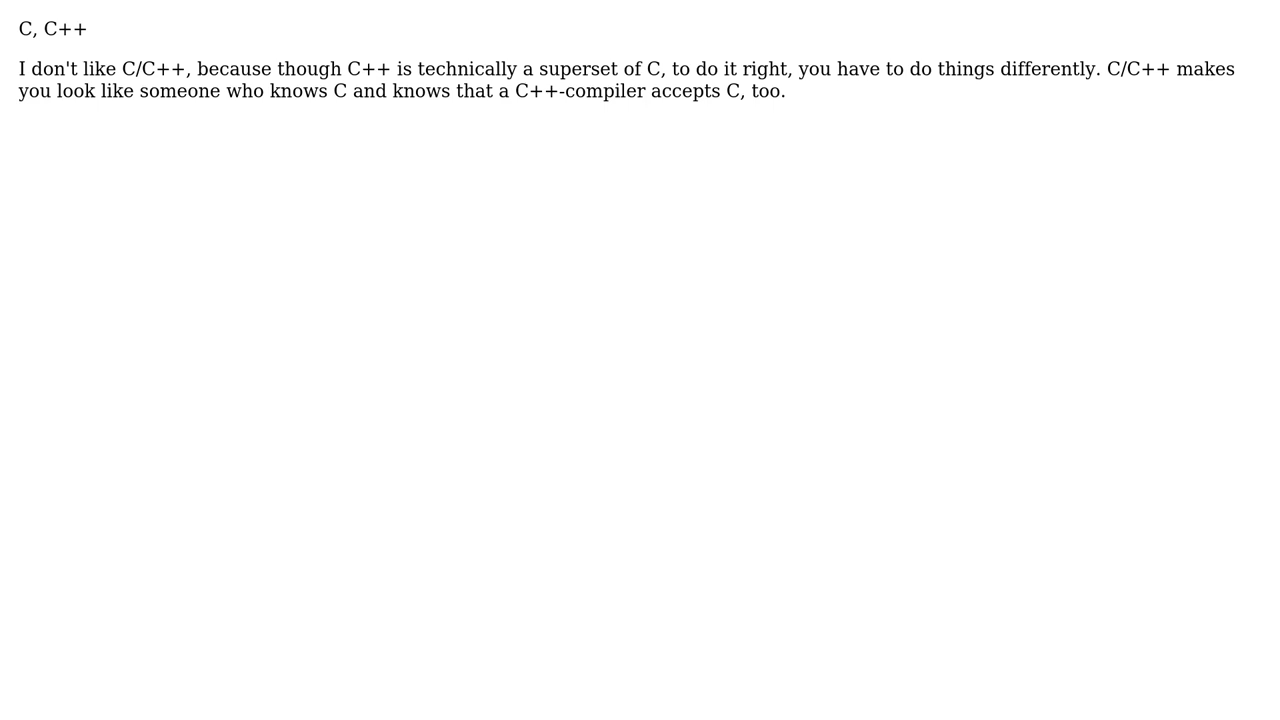 C, C++
I don't like C/C++, because though C++ is technically a superset of C, to do it right, you have to do things differently. C/C++ makes
you look like someone who knows C and knows that a C++-compiler accepts C, too.